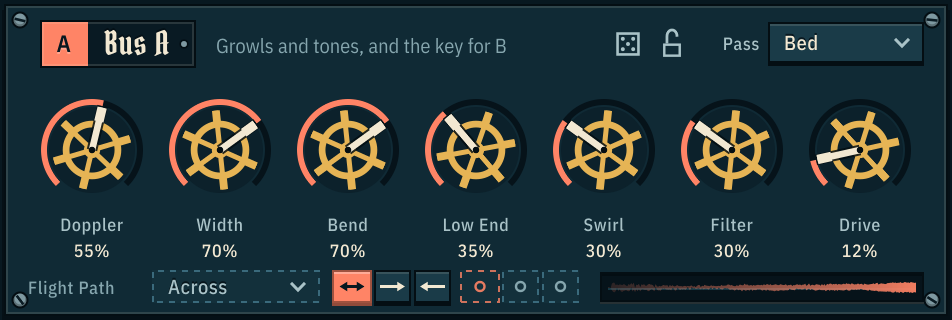 A Bus A Growls and tones, and the key for B Pass Bed
Doppler Width Bend Low End Swirl Filter Drive
55% 70% 70% 35% 30% 30% 12%
Flight Path Across